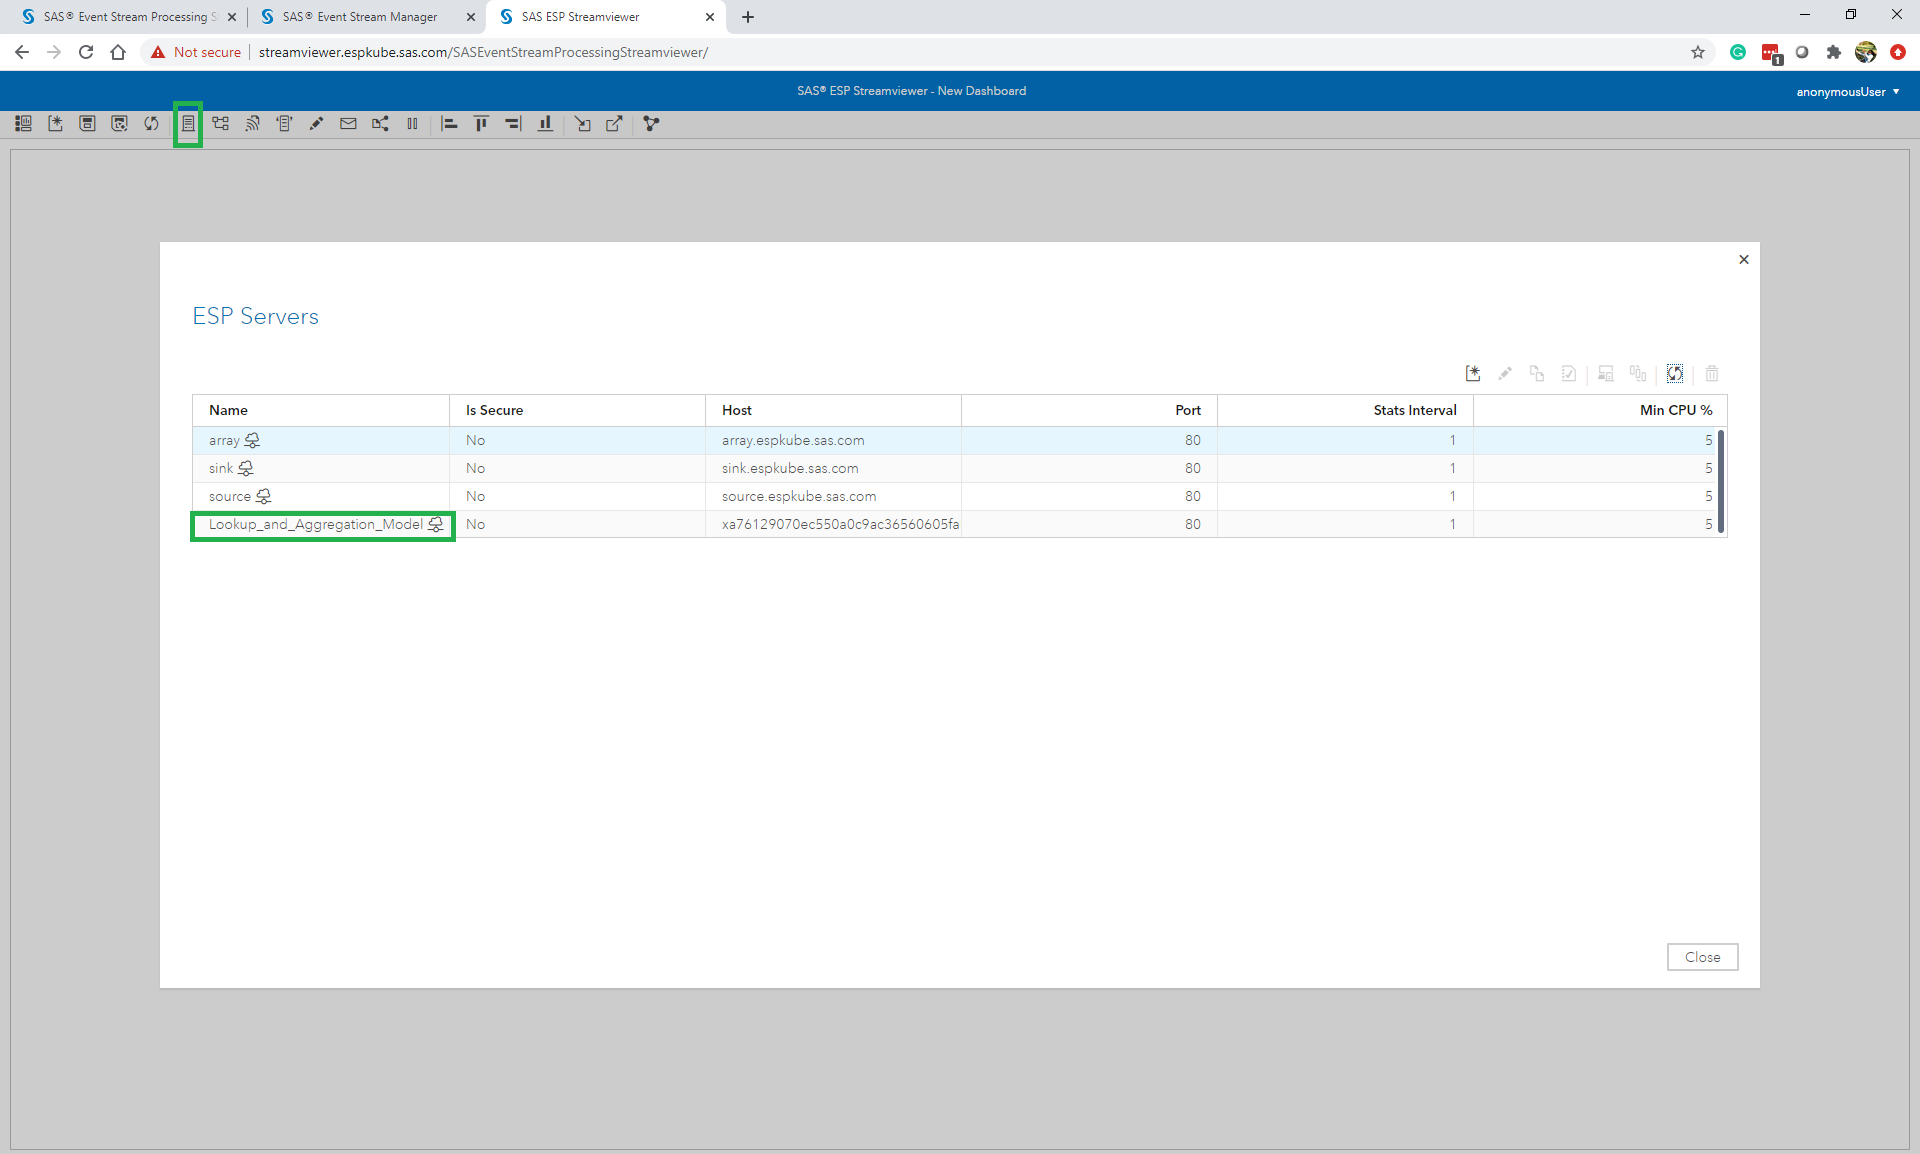 SAS® Event Stream Processing S
SAS® Event Stream Manager
SAS ESP Streamviewer
Not secure
streamviewer.espkube.sas.com/SASEventStreamProcessingStreamviewer/
1
SAS® ESP Streamviewer - New Dashboard
anonymousUser
ESP Servers
Name Is Secure Host Port Stats Interval Min CPU %
array No array.espkube.sas.com 80 1 5
sink No sink.espkube.sas.com 80 1 5
source No source.espkube.sas.com 80 1 5
Lookup_and_Aggregation_Model No xa76129070ec550a0c9ac36560605fa 80 1 5
Close